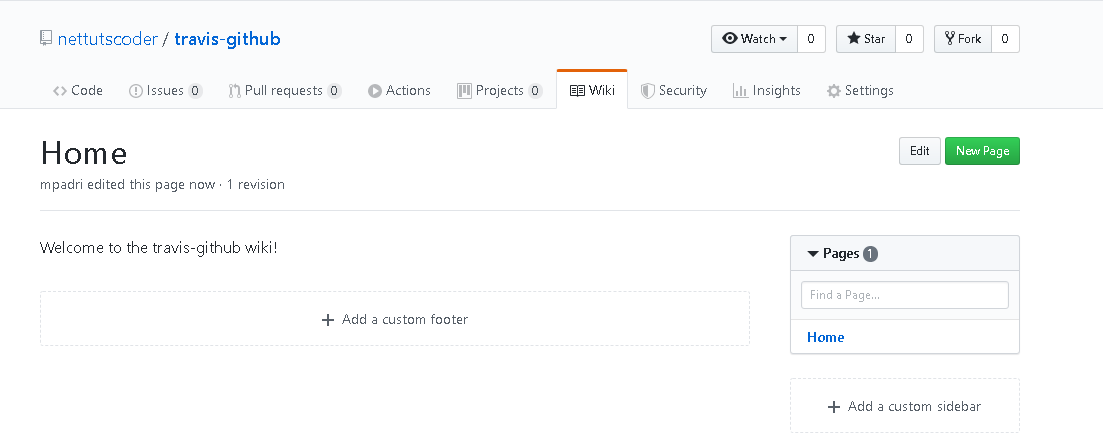 nettutscoder / travis-github
Watch 0 Star 0 Fork 0
Code Issues 0 Pull requests 0 Actions Projects 0 Wiki Security Insights Settings
Home
Edit New Page
mpadri edited this page now · 1 revision
Welcome to the travis-github wiki!
Pages 1
Find a Page...
Add a custom footer
Home
Add a custom sidebar